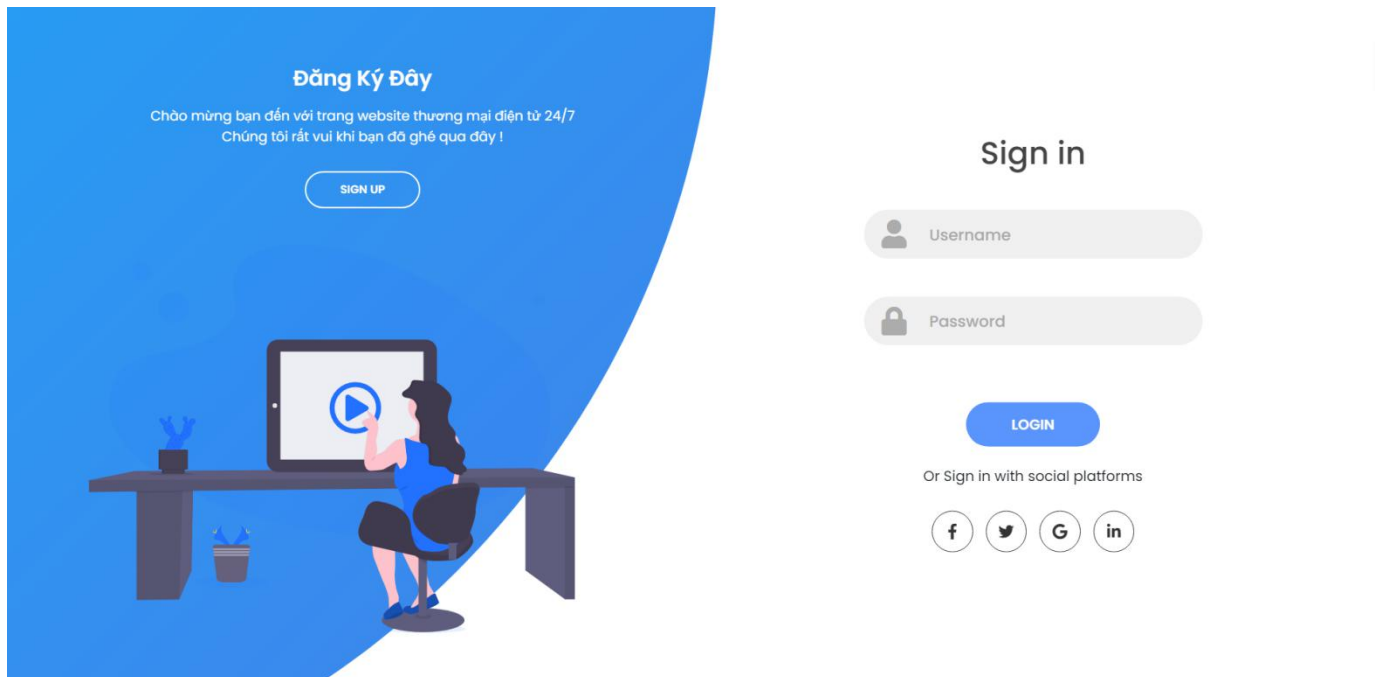 Đăng Ký Đây
Chào mừng bạn đến với trang website thương mại điện tử 24/7
Chúng tôi rất vui khi bạn đã ghé qua đây !
SIGN UP
Sign in
Username
Password
LOGIN
Or Sign in with social platforms